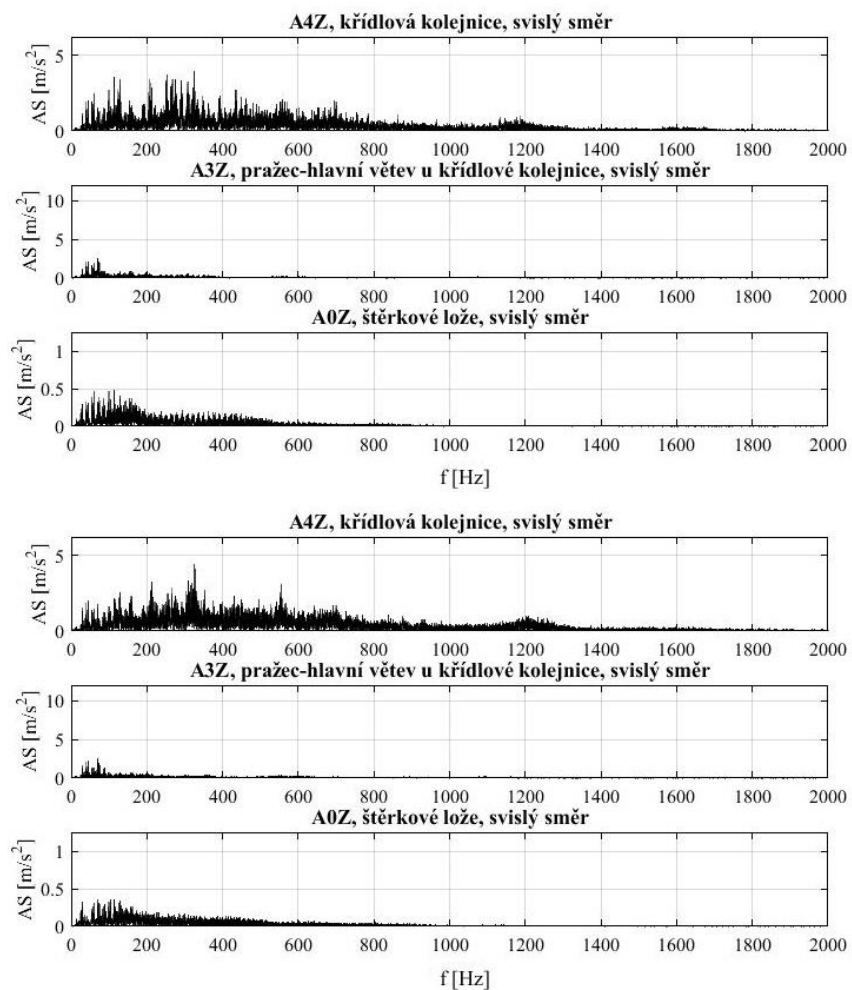 A4Z, křídlová kolejnice, svislý směr
AS [m/s²]
5
0
0 200 400 600 800 1000 1200 1400 1600 1800 2000
A3Z, pražec-hlavní větev u křídlové kolejnice, svislý směr
AS [m/s²]
10
5
0
0 200 400 600 800 1000 1200 1400 1600 1800 2000
A0Z, štěrkové lože, svislý směr
AS [m/s²]
1
0.5
0
0 200 400 600 800 1000 1200 1400 1600 1800 2000
f [Hz]
A4Z, křídlová kolejnice, svislý směr
AS [m/s²]
5
0
0 200 400 600 800 1000 1200 1400 1600 1800 2000
A3Z, pražec-hlavní větev u křídlové kolejnice, svislý směr
AS [m/s²]
10
5
0
0 200 400 600 800 1000 1200 1400 1600 1800 2000
A0Z, štěrkové lože, svislý směr
AS [m/s²]
1
0.5
0
0 200 400 600 800 1000 1200 1400 1600 1800 2000
f [Hz]